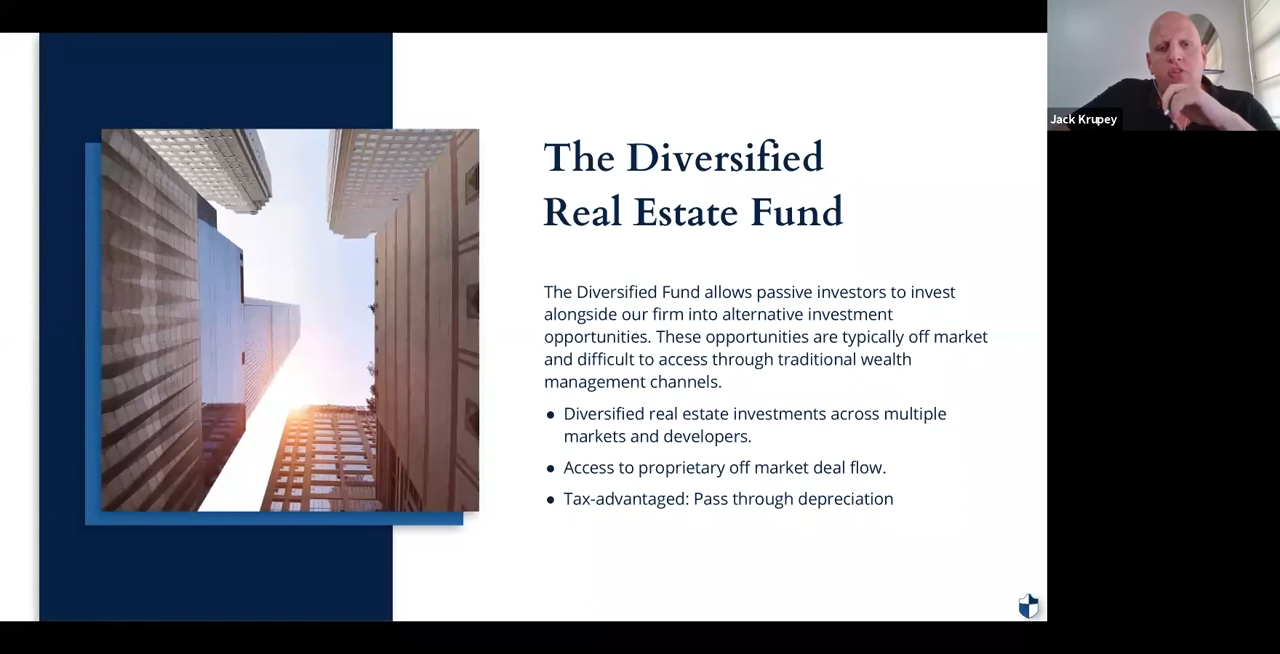 The Diversified
Real Estate Fund
The Diversified Fund allows passive investors to invest
alongside our firm into alternative investment
opportunities. These opportunities are typically off market
and difficult to access through traditional wealth
management channels.
● Diversified real estate investments across multiple
markets and developers.
● Access to proprietary off market deal flow.
● Tax-advantaged: Pass through depreciation
Jack Krupey